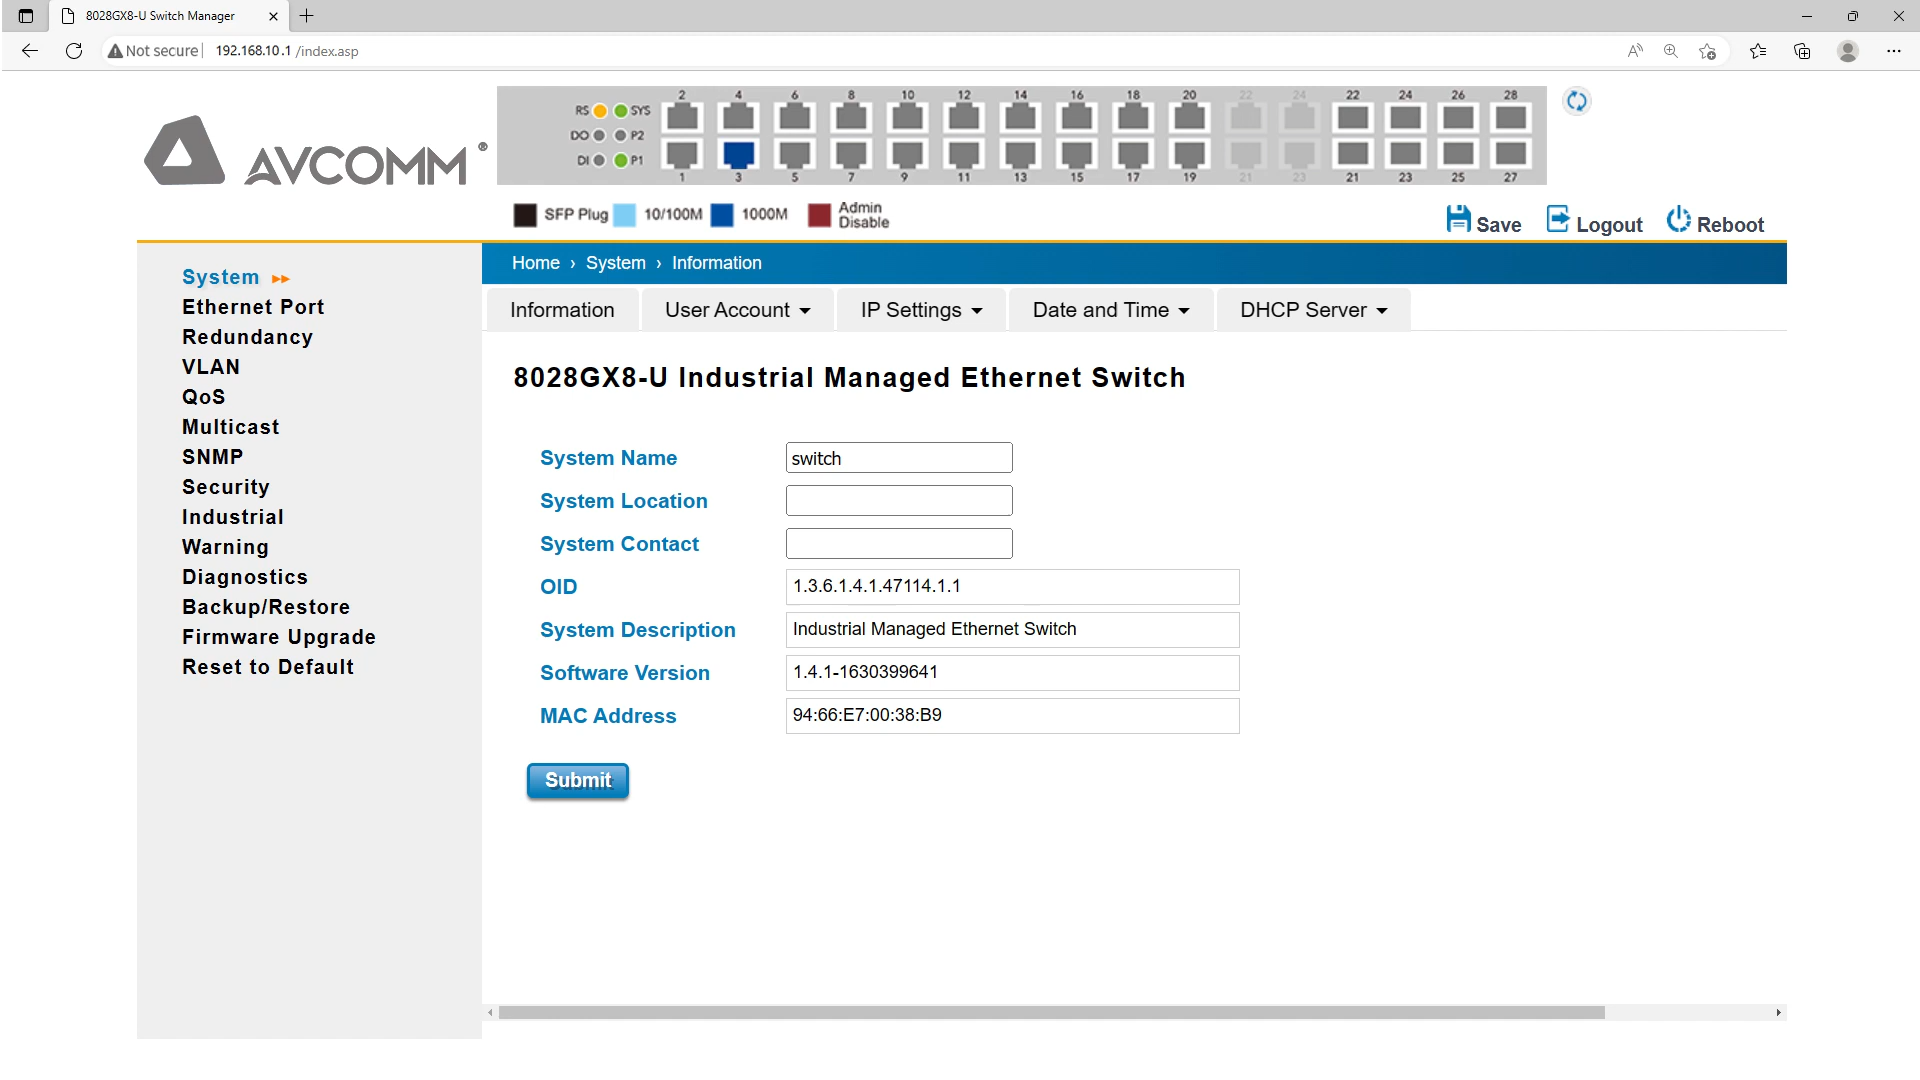 8028GX8-U Switch Manager
Not secure 192.168.10.1 /index.asp
AVCOMM ®
RS SYS
DO P2
DI P1
2 4 6 8 10 12 14 16 18 20 22 24 22 24 26 28
1 3 5 7 9 11 13 15 17 19 21 23 21 23 25 27
SFP Plug 10/100M 1000M Admin Disable
Save Logout Reboot
Home › System › Information
Information User Account IP Settings Date and Time DHCP Server
System
Ethernet Port
Redundancy
VLAN
QoS
Multicast
SNMP
Security
Industrial
Warning
Diagnostics
Backup/Restore
Firmware Upgrade
Reset to Default
8028GX8-U Industrial Managed Ethernet Switch
System Name switch
System Location
System Contact
OID 1.3.6.1.4.1.47114.1.1
System Description Industrial Managed Ethernet Switch
Software Version 1.4.1-1630399641
MAC Address 94:66:E7:00:38:B9
Submit